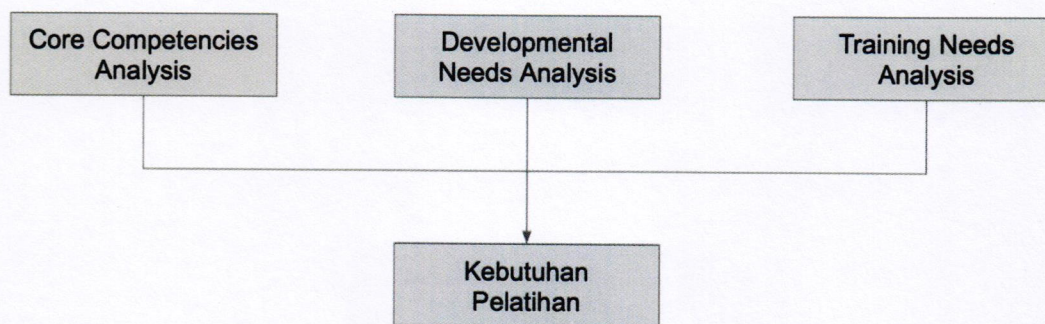 Core Competencies
Analysis
Developmental
Needs Analysis
Training Needs
Analysis
Kebutuhan
Pelatihan